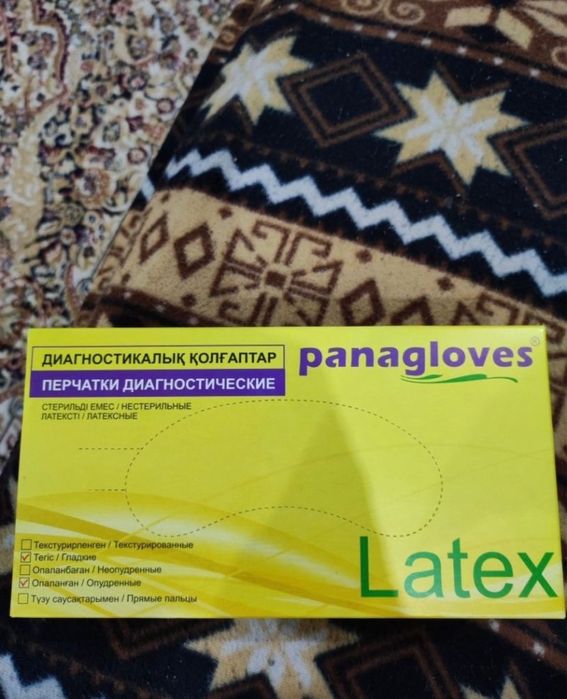 ДИАГНОСТИКАЛЫҚ ҚОЛҒАПТАР
ПЕРЧАТКИ ДИАГНОСТИЧЕСКИЕ
СТЕРИЛЬДІ ЕМЕС / НЕСТЕРИЛЬНЫЕ
ЛАТЕКСТІ / ЛАТЕКСНЫЕ
panagloves®
Текстурирленген / Текстурированные
Тегіс / Гладкие
Опаланбаған / Неопудренные
Опаланған / Опудренные
Түзу саусақтарымен / Прямые пальцы
Latex